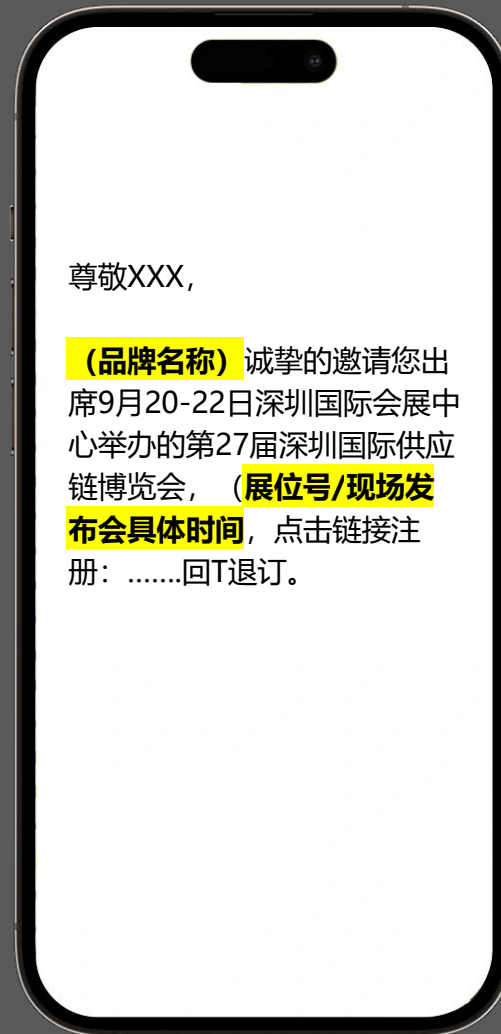 尊敬XXX，
（品牌名称）诚挚的邀请您出
席9月20-22日深圳国际会展中
心举办的第27届深圳国际供应
链博览会，（展位号/现场发
布会具体时间，点击链接注
册：.......回T退订。